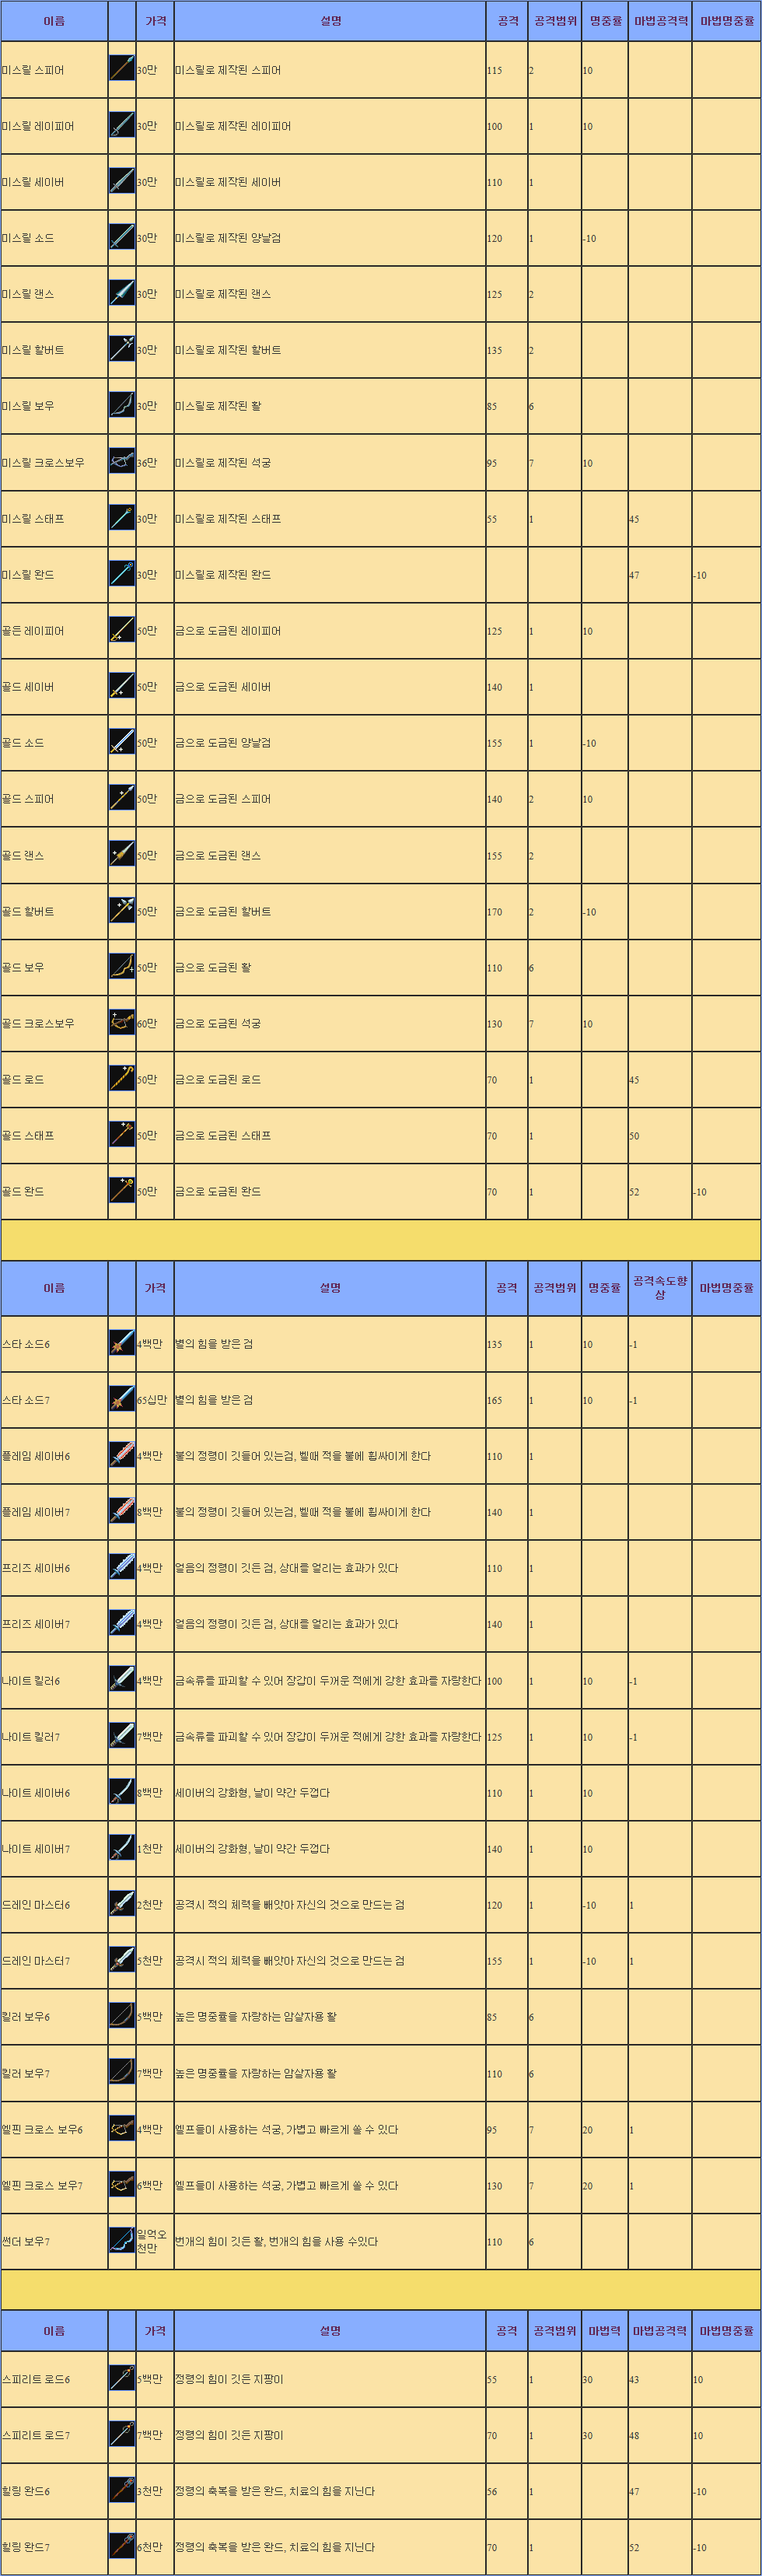 이름 가격 설명 공격 공격범위 명중률 마법공격력 마법명중률
미스릴 스피어 30만 미스릴로 제작된 스피어 115 2 10
미스릴 레이피어 30만 미스릴로 제작된 레이피어 100 1 10
미스릴 세이버 30만 미스릴로 제작된 세이버 110 1
미스릴 소드 30만 미스릴로 제작된 양날검 120 1 -10
미스릴 랜스 30만 미스릴로 제작된 랜스 125 2
미스릴 할버트 30만 미스릴로 제작된 할버트 135 2
미스릴 보우 30만 미스릴로 제작된 활 85 6
미스릴 크로스보우 36만 미스릴로 제작된 석궁 95 7 10
미스릴 스태프 30만 미스릴로 제작된 스태프 55 1 45
미스릴 완드 30만 미스릴로 제작된 완드 47 -10
골든 레이피어 50만 금으로 도금된 레이피어 125 1 10
골드 세이버 50만 금으로 도금된 세이버 140 1
골드 소드 50만 금으로 도금된 양날검 155 1 -10
골드 스피어 50만 금으로 도금된 스피어 140 2 10
골드 랜스 50만 금으로 도금된 랜스 155 2
골드 할버트 50만 금으로 도금된 할버트 170 2 -10
골드 보우 50만 금으로 도금된 활 110 6
골드 크로스보우 60만 금으로 도금된 석궁 130 7 10
골드 로드 50만 금으로 도금된 로드 70 1 45
골드 스태프 50만 금으로 도금된 스태프 70 1 50
골드 완드 50만 금으로 도금된 완드 70 1 52 -10
이름 가격 설명 공격 공격범위 명중률 공격속도향
상 마법명중률
스타 소드6 4백만 별의 힘을 받은 검 135 1 10 -1
스타 소드7 65십만 별의 힘을 받은 검 165 1 10 -1
플레임 세이버6 4백만 불의 정령이 깃들어 있는검, 벨때 적을 불에 휩싸이게 한다 110 1
플레임 세이버7 8백만 불의 정령이 깃들어 있는검, 벨때 적을 불에 휩싸이게 한다 140 1
프리즈 세이버6 4백만 얼음의 정령이 깃든 검, 상대를 얼리는 효과가 있다 110 1
프리즈 세이버7 4백만 얼음의 정령이 깃든 검, 상대를 얼리는 효과가 있다 140 1
나이트 킬러6 4백만 금속류를 파괴할 수 있어 장갑이 두꺼운 적에게 강한 효과를 자랑한다 100 1 10 -1
나이트 킬러7 7백만 금속류를 파괴할 수 있어 장갑이 두꺼운 적에게 강한 효과를 자랑한다 125 1 10 -1
나이트 세이버6 8백만 세이버의 강화형, 날이 약간 두껍다 110 1 10
나이트 세이버7 1천만 세이버의 강화형, 날이 약간 두껍다 140 1 10
드레인 마스터6 2천만 공격시 적의 체력을 빼앗아 자신의 것으로 만드는 검 120 1 -10 1
드레인 마스터7 5천만 공격시 적의 체력을 빼앗아 자신의 것으로 만드는 검 155 1 -10 1
킬러 보우6 5백만 높은 명중률을 자랑하는 암살자용 활 85 6
킬러 보우7 7백만 높은 명중률을 자랑하는 암살자용 활 110 6
엘핀 크로스 보우6 4백만 엘프들이 사용하는 석궁, 가볍고 빠르게 쏠 수 있다 95 7 20 1
엘핀 크로스 보우7 6백만 엘프들이 사용하는 석궁, 가볍고 빠르게 쏠 수 있다 130 7 20 1
썬더 보우7 일억오
천만 번개의 힘이 깃든 활, 번개의 힘을 사용 수있다 110 6
이름 가격 설명 공격 공격범위 마법력 마법공격력 마법명중률
스피리트 로드6 5백만 정령의 힘이 깃든 지팡이 55 1 30 43 10
스피리트 로드7 7백만 정령의 힘이 깃든 지팡이 70 1 30 48 10
힐링 완드6 3천만 정령의 축복을 받은 완드, 치료의 힘을 지닌다 56 1 47 -10
힐링 완드7 6천만 정령의 축복을 받은 완드, 치료의 힘을 지닌다 70 1 52 -10